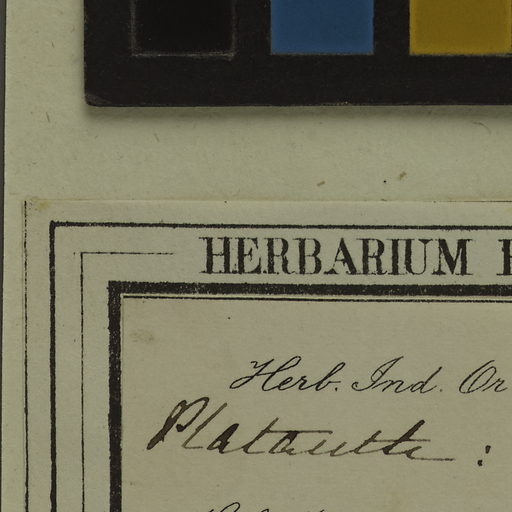 HERBARIUM
Herb. Ind. Or
Platanthe :